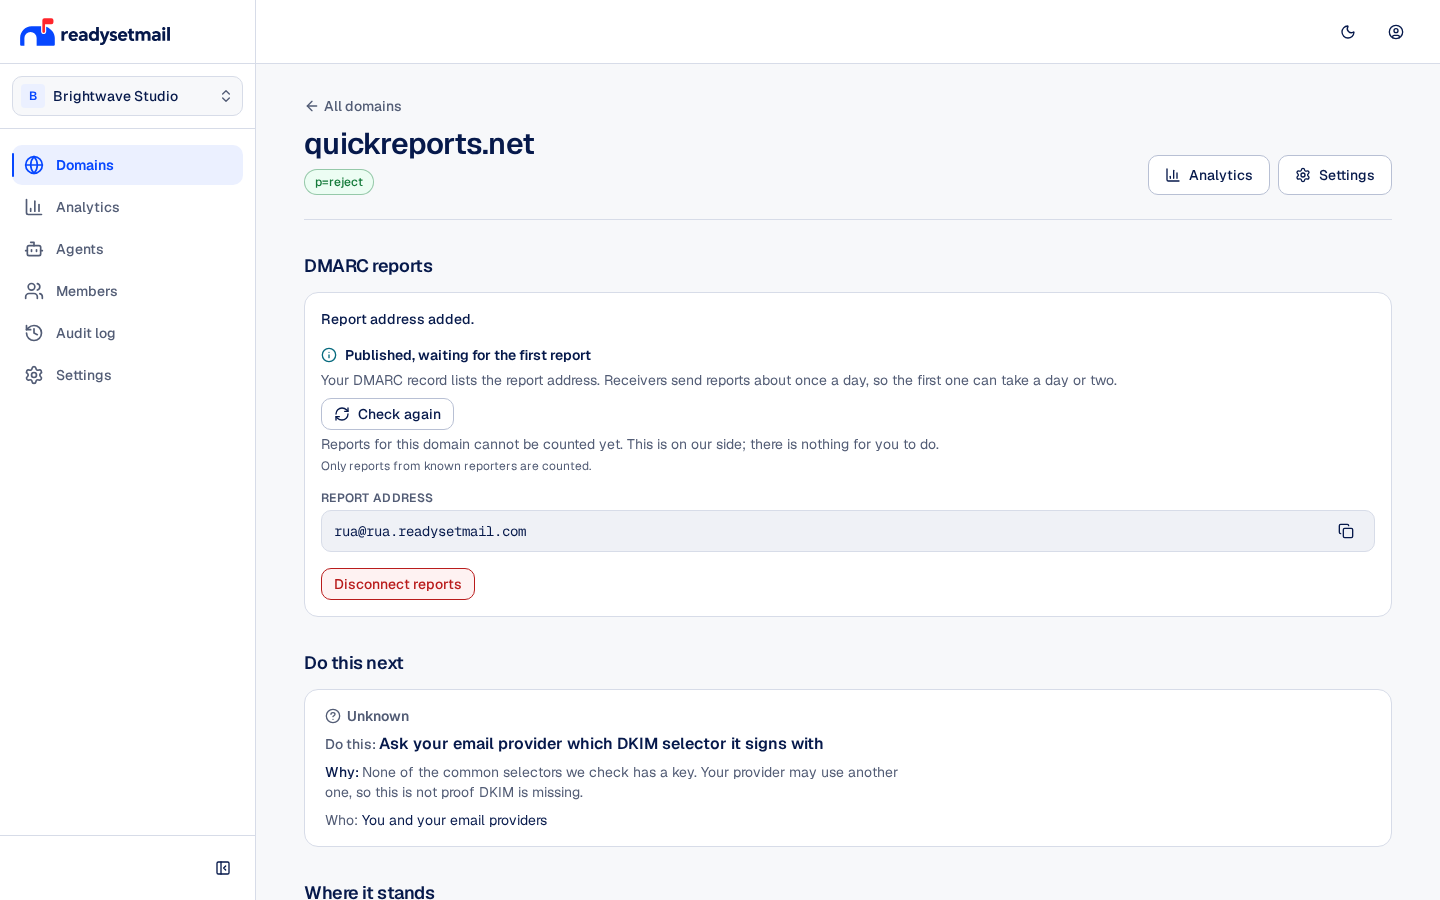 readysetmail
B Brightwave Studio
Domains
Analytics
Agents
Members
Audit log
Settings
All domains
quickreports.net
p=reject
Analytics
Settings
DMARC reports
Report address added.
Published, waiting for the first report
Your DMARC record lists the report address. Receivers send reports about once a day, so the first one can take a day or two.
Check again
Reports for this domain cannot be counted yet. This is on our side; there is nothing for you to do.
Only reports from known reporters are counted.
REPORT ADDRESS
rua@rua.readysetmail.com
Disconnect reports
Do this next
Unknown
Do this: Ask your email provider which DKIM selector it signs with
Why: None of the common selectors we check has a key. Your provider may use another
one, so this is not proof DKIM is missing.
Who: You and your email providers
Where it stands